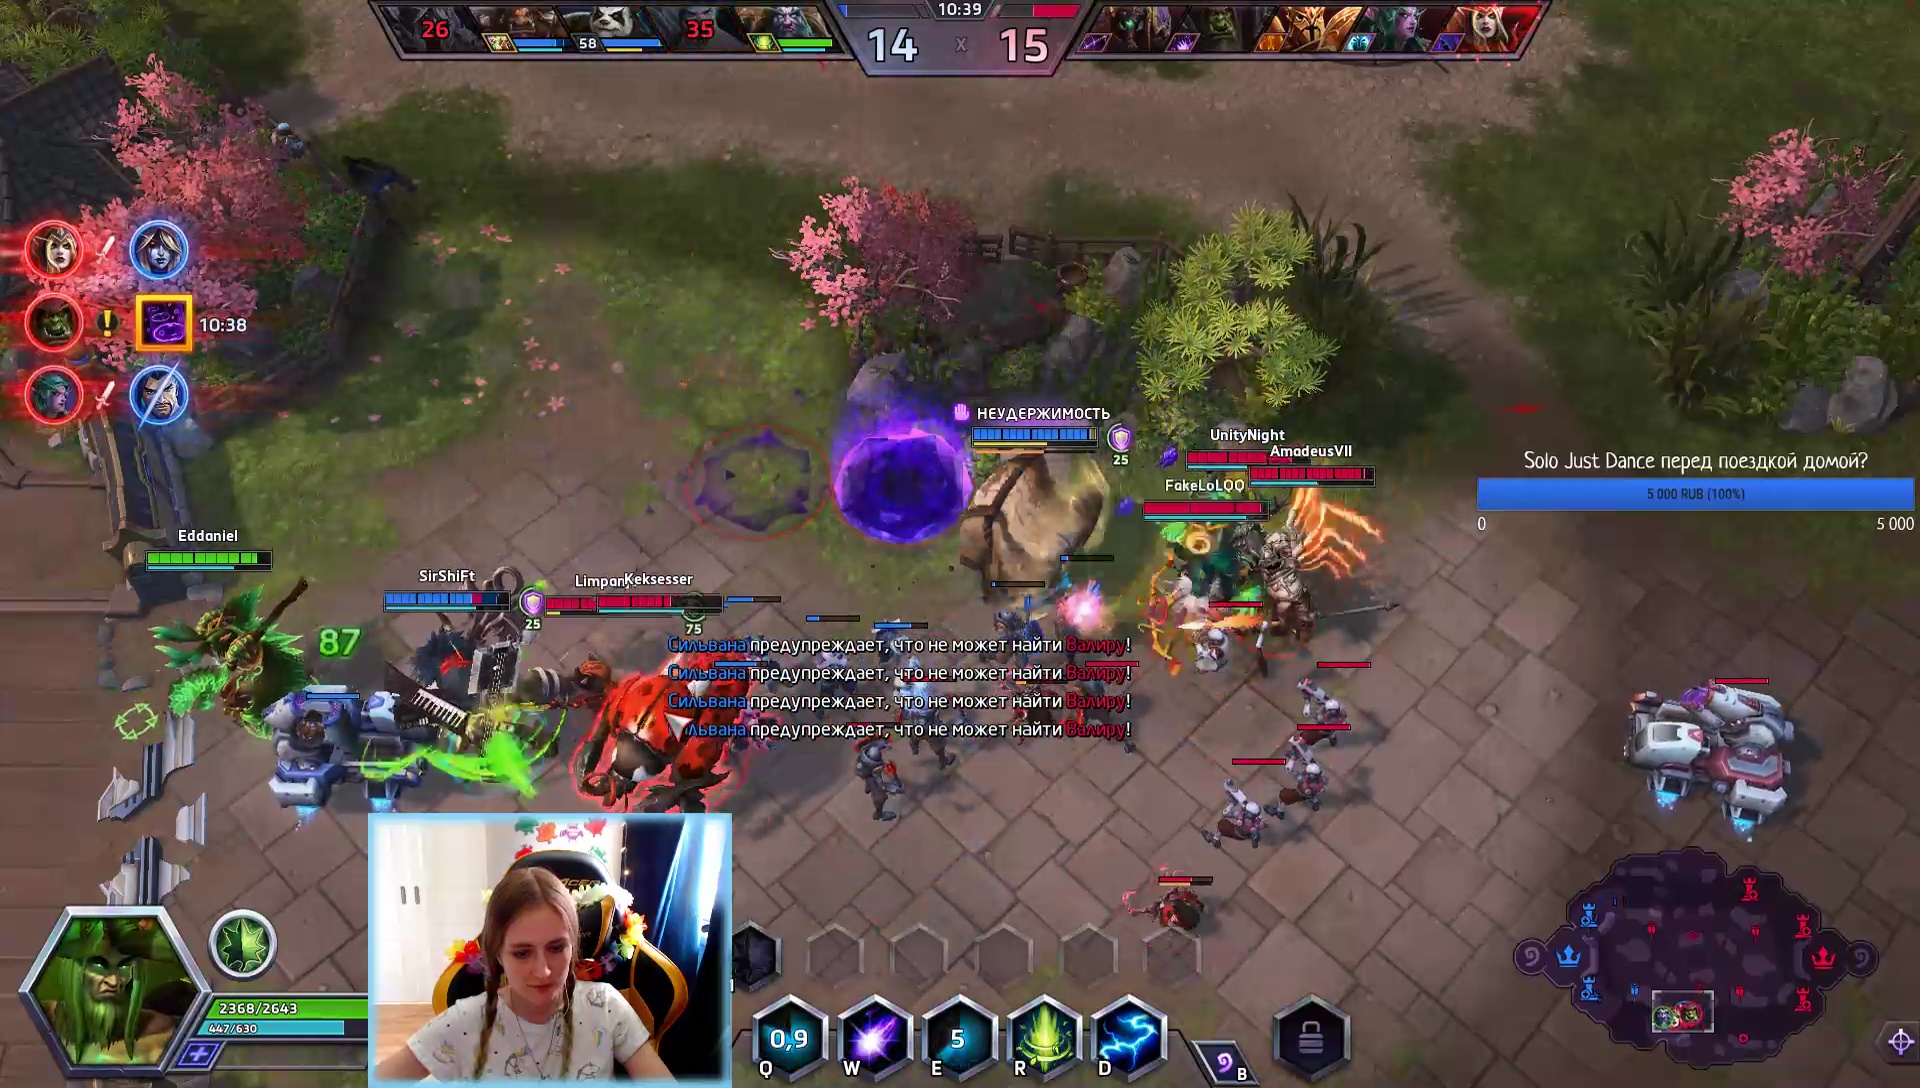 26
58
35
10:39
14 X 15
10:38
НЕУДЕРЖИМОСТЬ
25
UnityNight
AmadeusVII
FakeLoLQQ
Solo Just Dance перед поездкой домой?
5 000 RUB (100%)
0
5 000
Eddaniel
SirShiFt
Keksesser
25
75
87
Сильвана предупреждает, что не может найти Валиру!
Сильвана предупреждает, что не может найти Валиру!
Сильвана предупреждает, что не может найти Валиру!
львана предупреждает, что не может найти Валиру!
2368/2643
447/630
0,9
5
Q
W
E
R
D
B